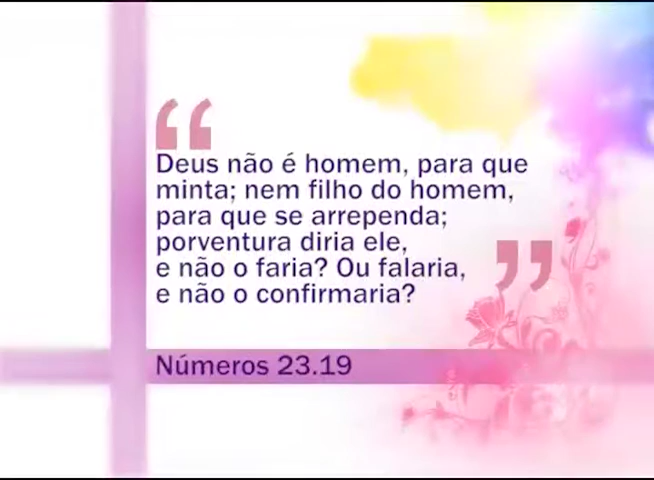 “
Deus não é homem, para que
minta; nem filho do homem,
para que se arrependa;
porventura diria ele,
e não o faria? Ou falaria,
e não o confirmaria?
”
Números 23.19